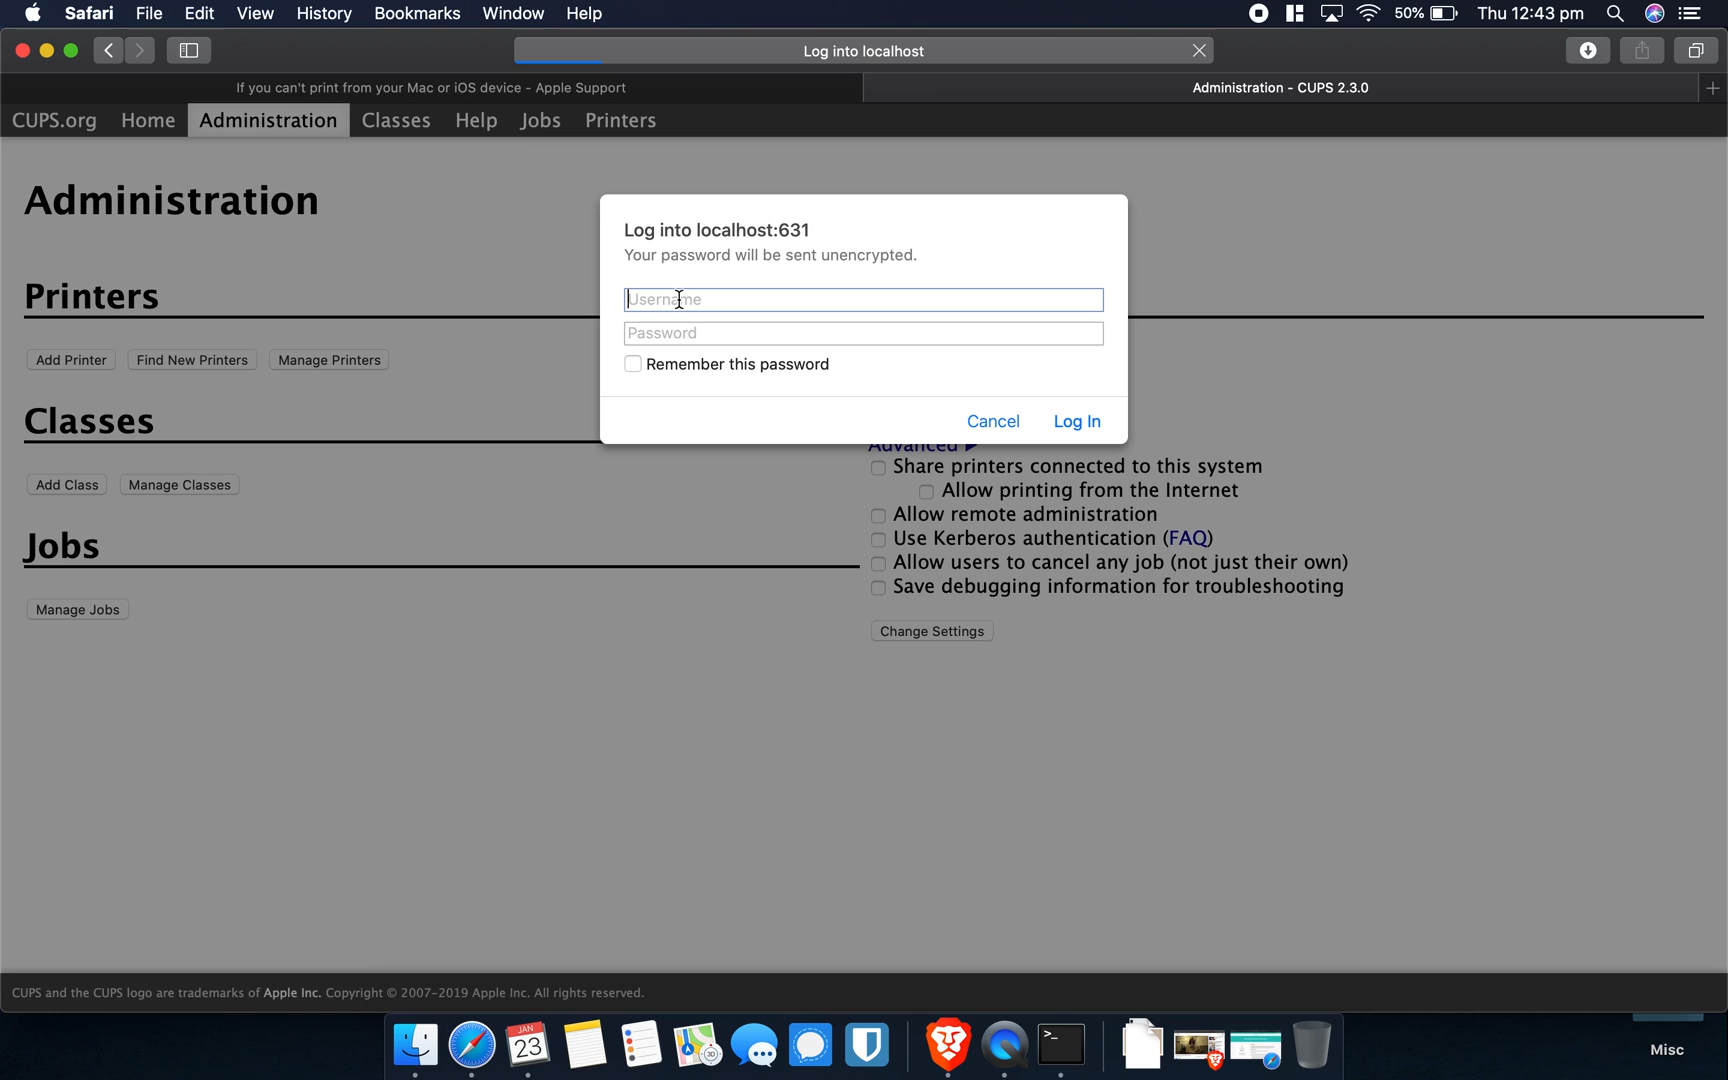 Safari File Edit View History Bookmarks Window Help 50% Thu 12:43 pm
Log into localhost
If you can't print from your Mac or iOS device - Apple Support
Administration - CUPS 2.3.0
CUPS.org Home Administration Classes Help Jobs Printers
Administration
Log into localhost:631
Your password will be sent unencrypted.
Username
Password
Remember this password
Cancel Log In
Printers
Add Printer Find New Printers Manage Printers
Classes
Add Class Manage Classes
Jobs
Manage Jobs
Advanced ▶
Share printers connected to this system
Allow printing from the Internet
Allow remote administration
Use Kerberos authentication (FAQ)
Allow users to cancel any job (not just their own)
Save debugging information for troubleshooting
Change Settings
CUPS and the CUPS logo are trademarks of Apple Inc. Copyright © 2007-2019 Apple Inc. All rights reserved.
JAN
23
3D
>_
Misc